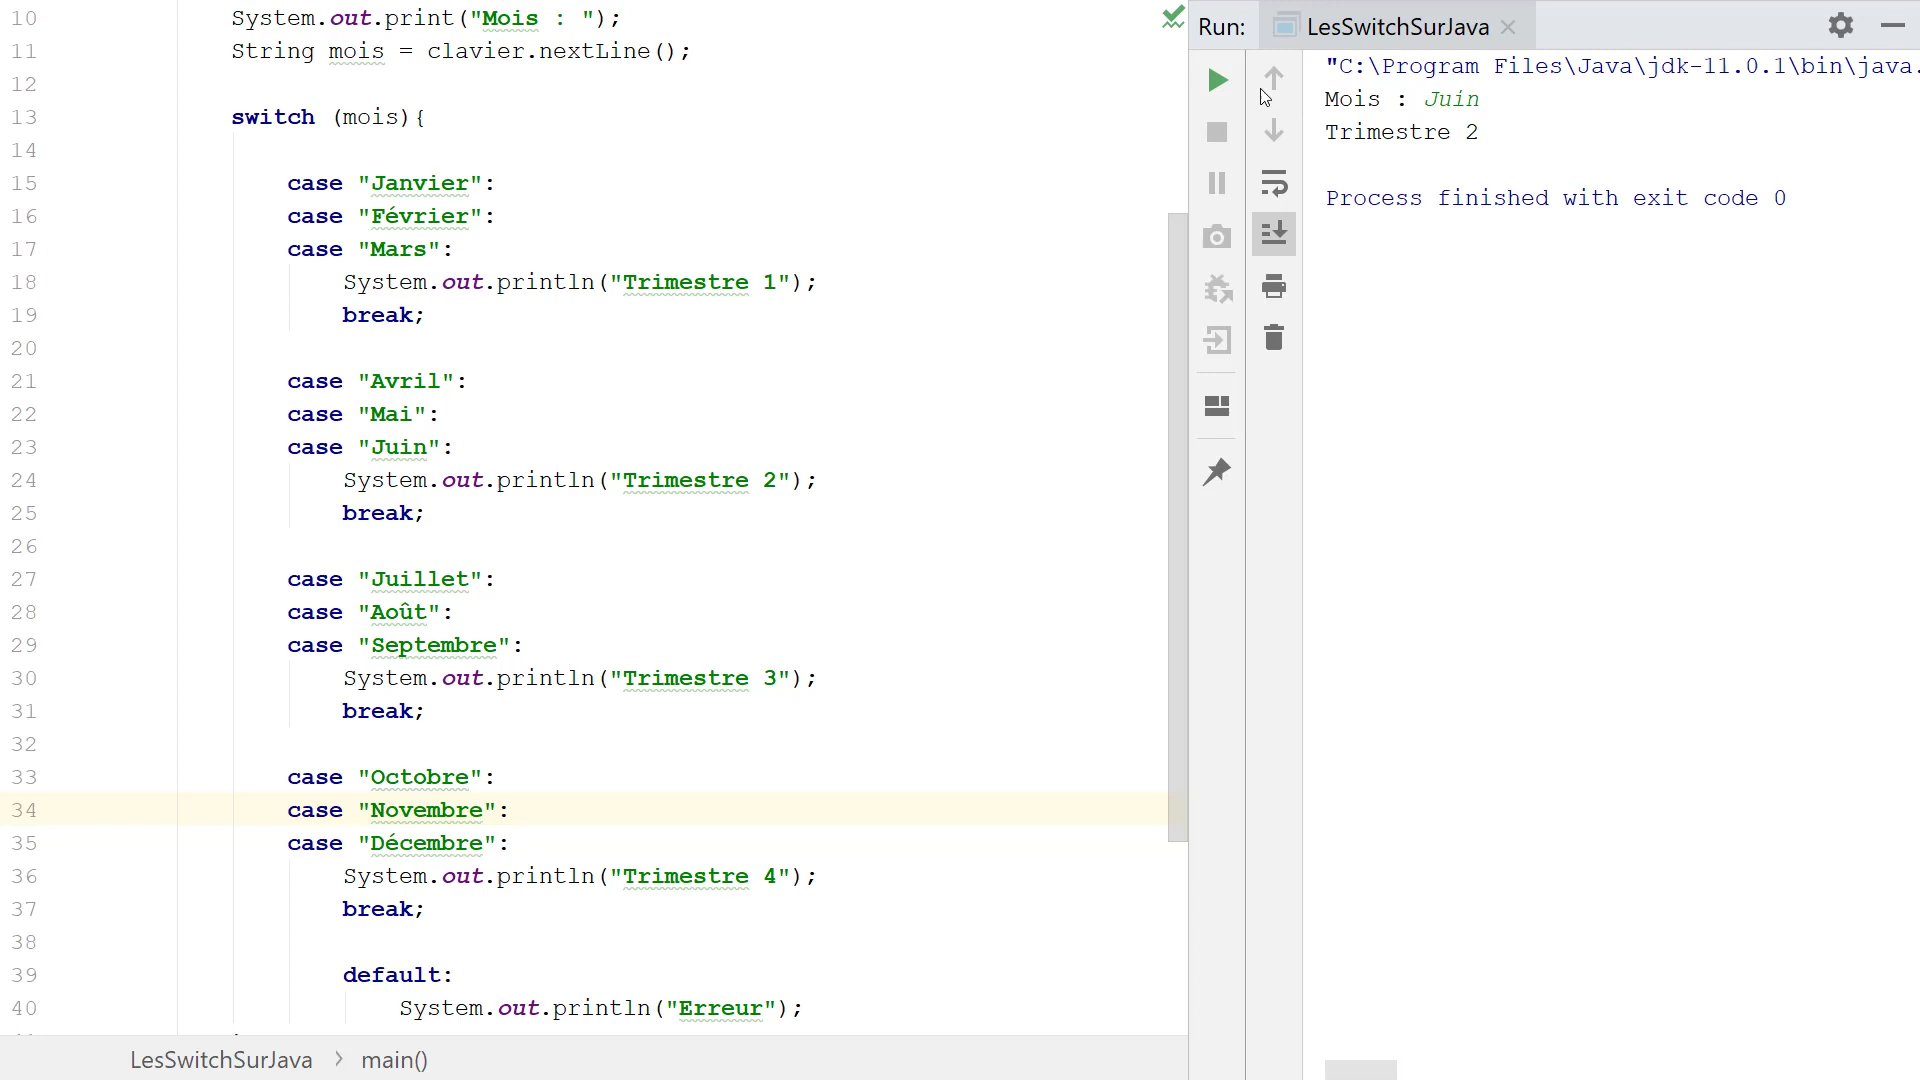 10 System.out.print("Mois : ");
11 String mois = clavier.nextLine();
12
13 switch (mois){
14
15 case "Janvier":
16 case "Février":
17 case "Mars":
18 System.out.println("Trimestre 1");
19 break;
20
21 case "Avril":
22 case "Mai":
23 case "Juin":
24 System.out.println("Trimestre 2");
25 break;
26
27 case "Juillet":
28 case "Août":
29 case "Septembre":
30 System.out.println("Trimestre 3");
31 break;
32
33 case "Octobre":
34 case "Novembre":
35 case "Décembre":
36 System.out.println("Trimestre 4");
37 break;
38
39 default:
40 System.out.println("Erreur");
LesSwitchSurJava > main()
Run: LesSwitchSurJava
"C:\Program Files\Java\jdk-11.0.1\bin\java.
Mois : Juin
Trimestre 2
Process finished with exit code 0